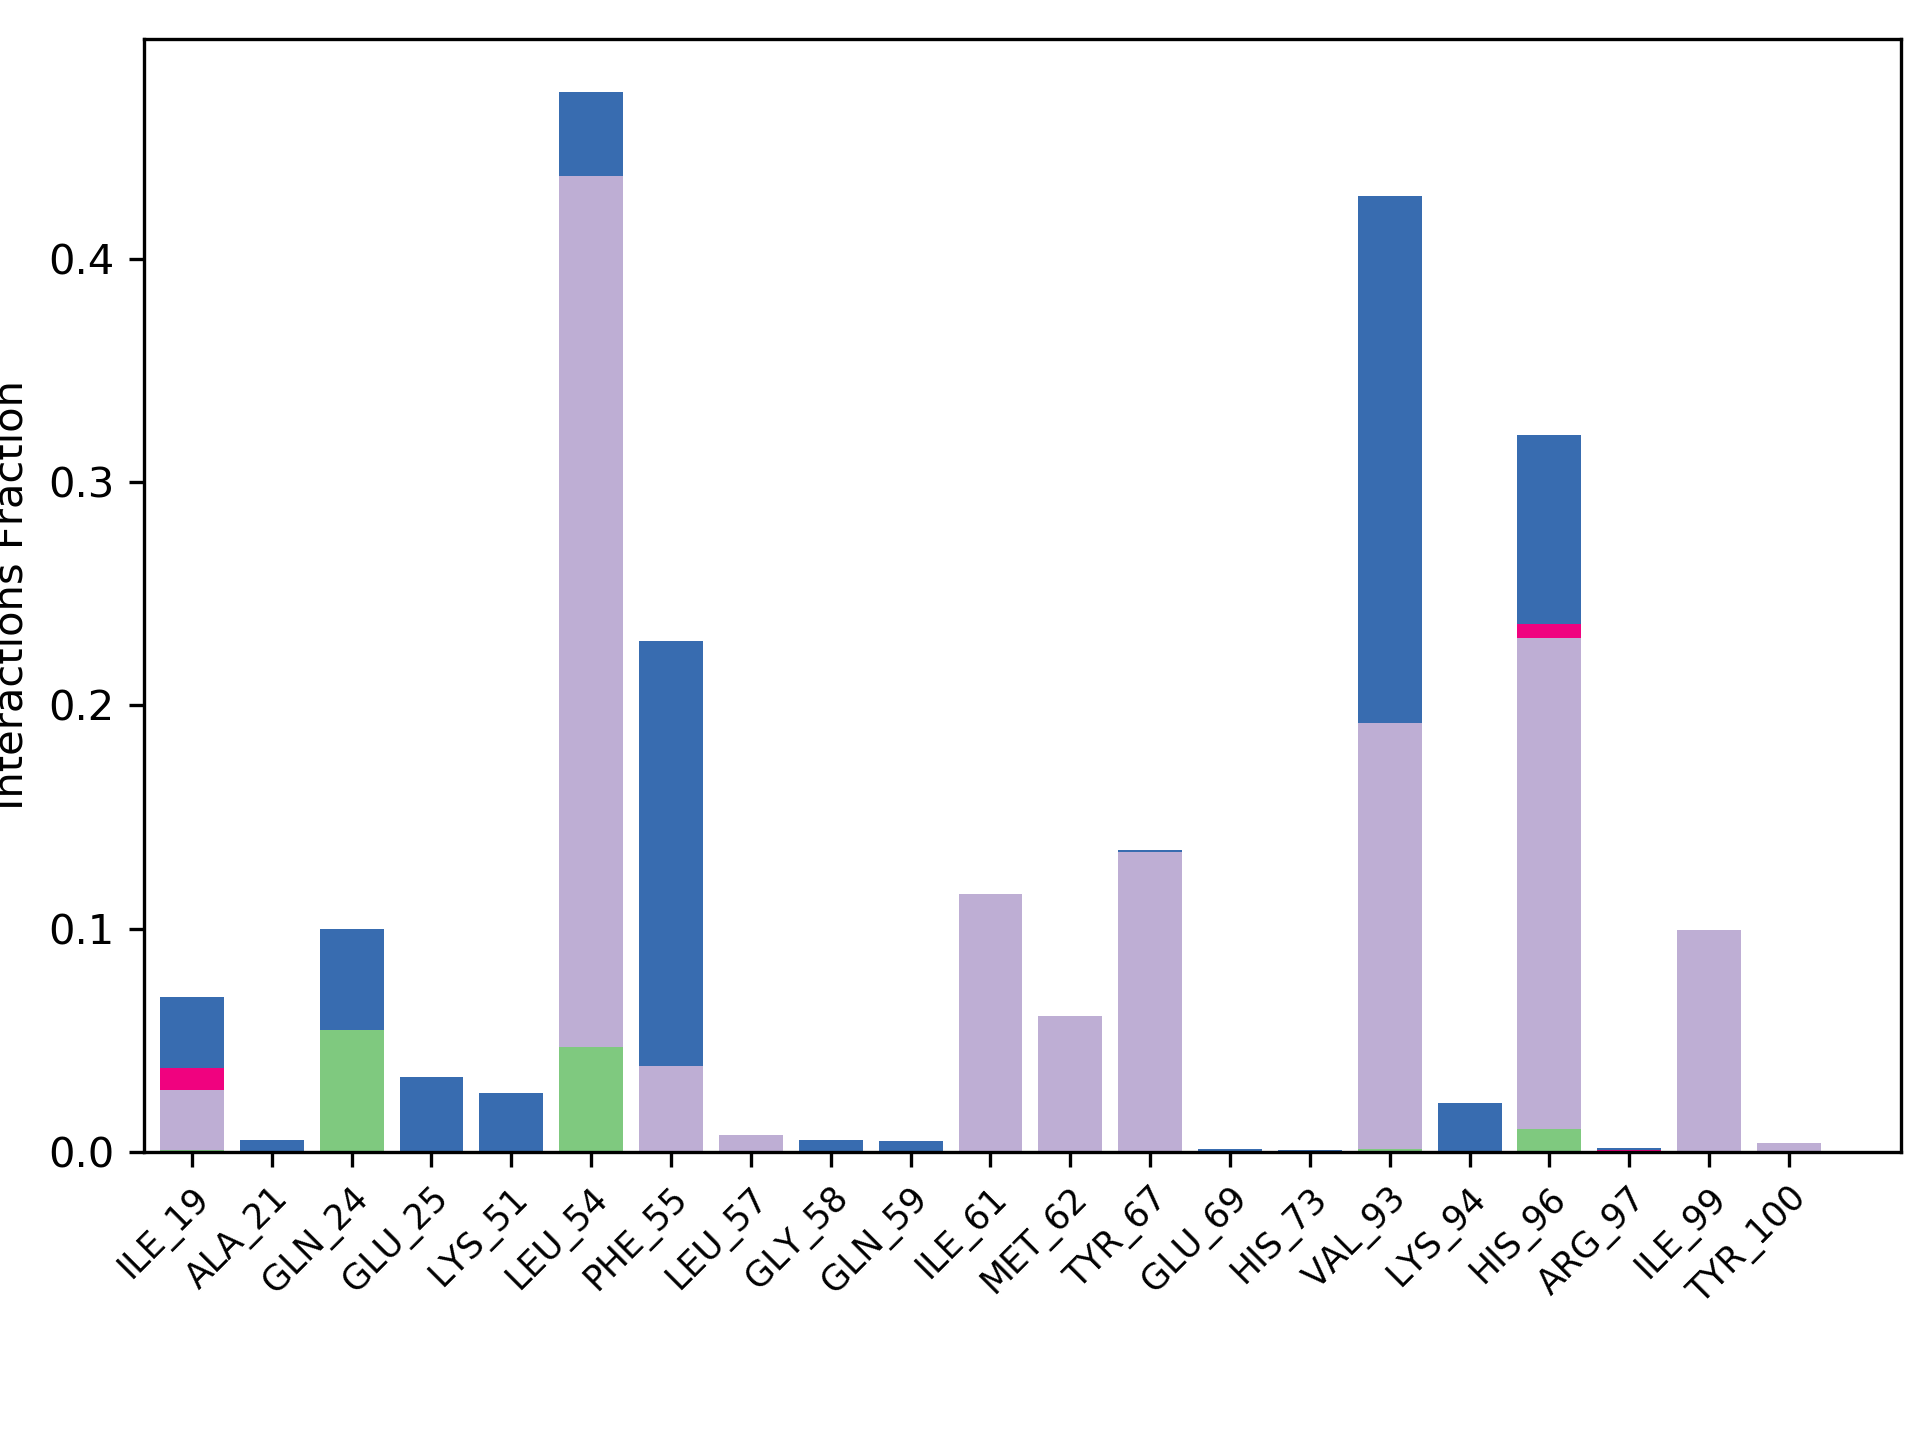 Interactions Fraction
0.4
0.3
0.2
0.1
0.0
ILE_19
ALA_21
GLN_24
GLU_25
LYS_51
LEU_54
PHE_55
LEU_57
GLY_58
GLN_59
ILE_61
MET_62
TYR_67
GLU_69
HIS_73
VAL_93
LYS_94
HIS_96
ARG_97
ILE_99
TYR_100